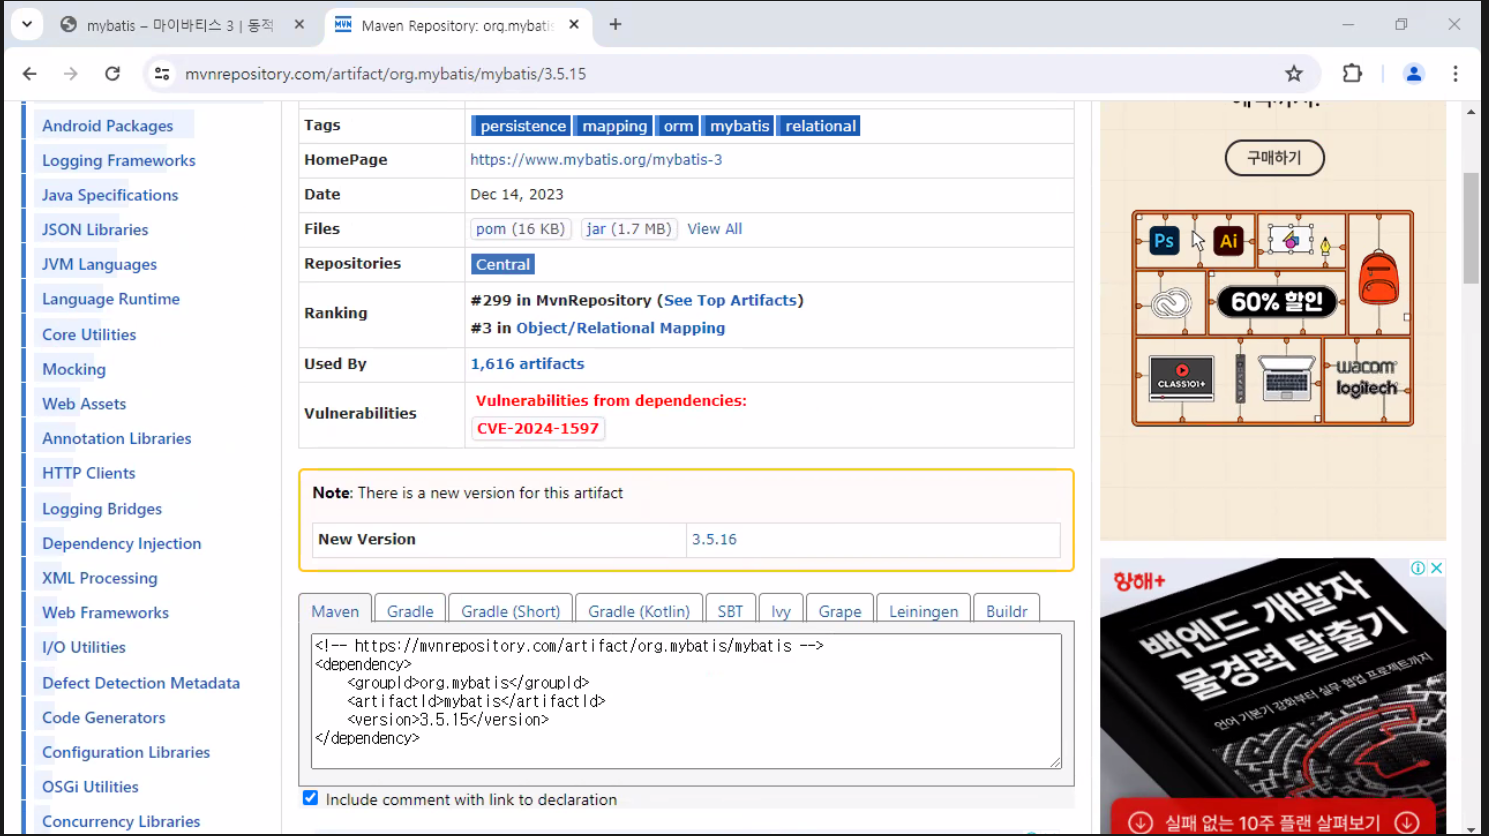 mybatis – 마이바티스 3 | 동적
Maven Repository: org.mybatis
mvnrepository.com/artifact/org.mybatis/mybatis/3.5.15
Android Packages
Logging Frameworks
Java Specifications
JSON Libraries
JVM Languages
Language Runtime
Core Utilities
Mocking
Web Assets
Annotation Libraries
HTTP Clients
Logging Bridges
Dependency Injection
XML Processing
Web Frameworks
I/O Utilities
Defect Detection Metadata
Code Generators
Configuration Libraries
OSGi Utilities
Concurrency Libraries
Tags persistence mapping orm mybatis relational
HomePage https://www.mybatis.org/mybatis-3
Date Dec 14, 2023
Files pom (16 KB) jar (1.7 MB) View All
Repositories Central
Ranking #299 in MvnRepository (See Top Artifacts)
#3 in Object/Relational Mapping
Used By 1,616 artifacts
Vulnerabilities Vulnerabilities from dependencies:
CVE-2024-1597
Note: There is a new version for this artifact
New Version 3.5.16
Maven Gradle Gradle (Short) Gradle (Kotlin) SBT Ivy Grape Leiningen Buildr
<!-- https://mvnrepository.com/artifact/org.mybatis/mybatis -->
<dependency>
    <groupId>org.mybatis</groupId>
    <artifactId>mybatis</artifactId>
    <version>3.5.15</version>
</dependency>
Include comment with link to declaration
구매하기
Ps Ai
60% 할인
CLASS101+
wacom
logitech
항해+
백엔드 개발자
물경력 탈출기
언어 기본기 강화부터 실무 협업 프로젝트까지
실패 없는 10주 플랜 살펴보기